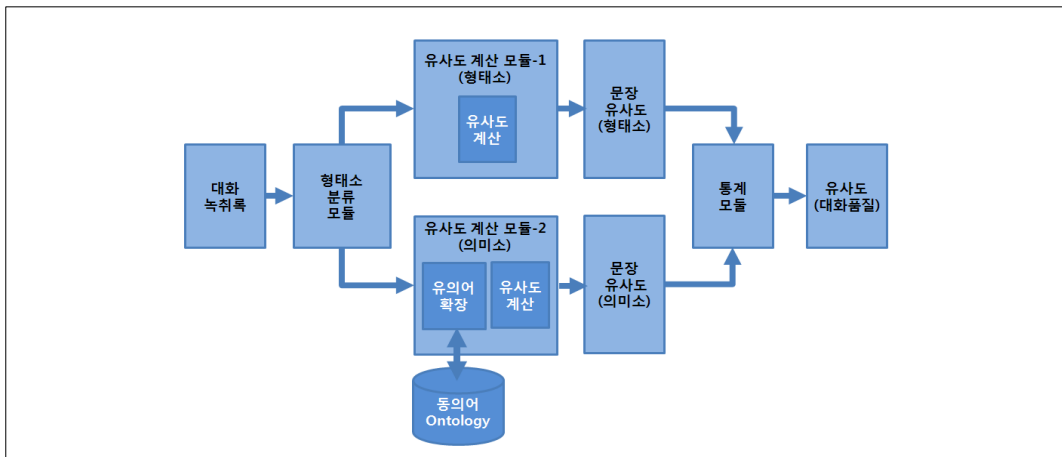 대화
녹취록
형태소
분류
모듈
유사도 계산 모듈-1
(형태소)
유사도
계산
문장
유사도
(형태소)
유사도 계산 모듈-2
(의미소)
유의어
확장
유사도
계산
동의어
Ontology
문장
유사도
(의미소)
통계
모둘
유사도
(대화품질)